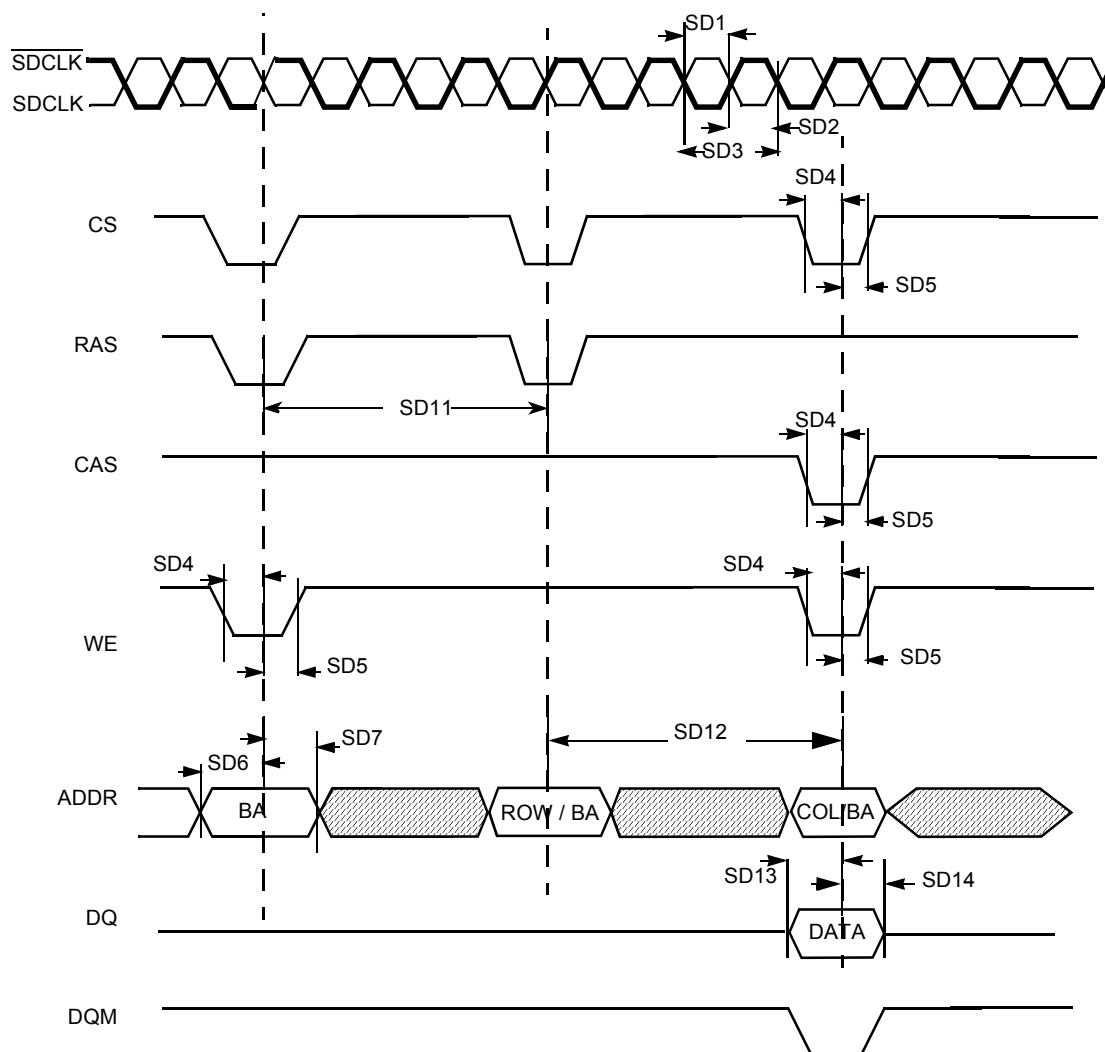 SD1
SDCLK
SDCLK
SD2
SD3
SD4
CS
SD5
RAS
SD11
SD4
CAS
SD5
SD4
SD4
WE
SD5
SD5
SD12
SD7
SD6
ADDR
BA
ROW / BA
COL/BA
SD13
SD14
DQ
DATA
DQM